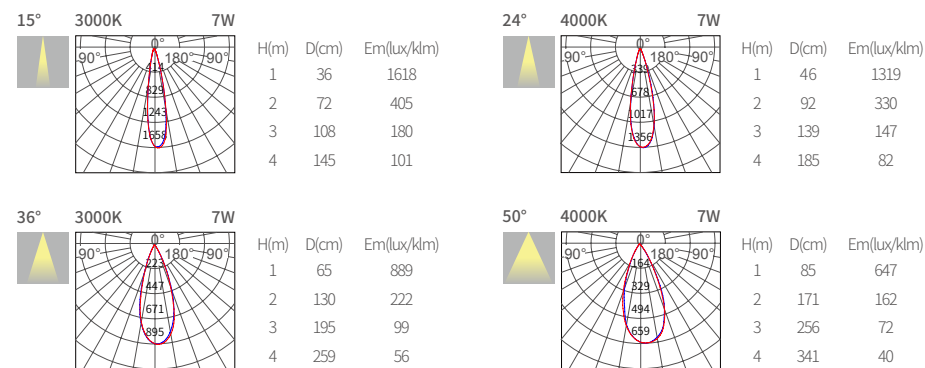 15° 3000K 7W
0°
90° 180° 90°
414
829
1243
1658
H(m) D(cm) Em(lux/klm)
1 36 1618
2 72 405
3 108 180
4 145 101
24° 4000K 7W
0°
90° 180° 90°
339
678
1017
1356
H(m) D(cm) Em(lux/klm)
1 46 1319
2 92 330
3 139 147
4 185 82
36° 3000K 7W
0°
90° 180° 90°
223
447
671
895
H(m) D(cm) Em(lux/klm)
1 65 889
2 130 222
3 195 99
4 259 56
50° 4000K 7W
0°
90° 180° 90°
164
329
494
659
H(m) D(cm) Em(lux/klm)
1 85 647
2 171 162
3 256 72
4 341 40